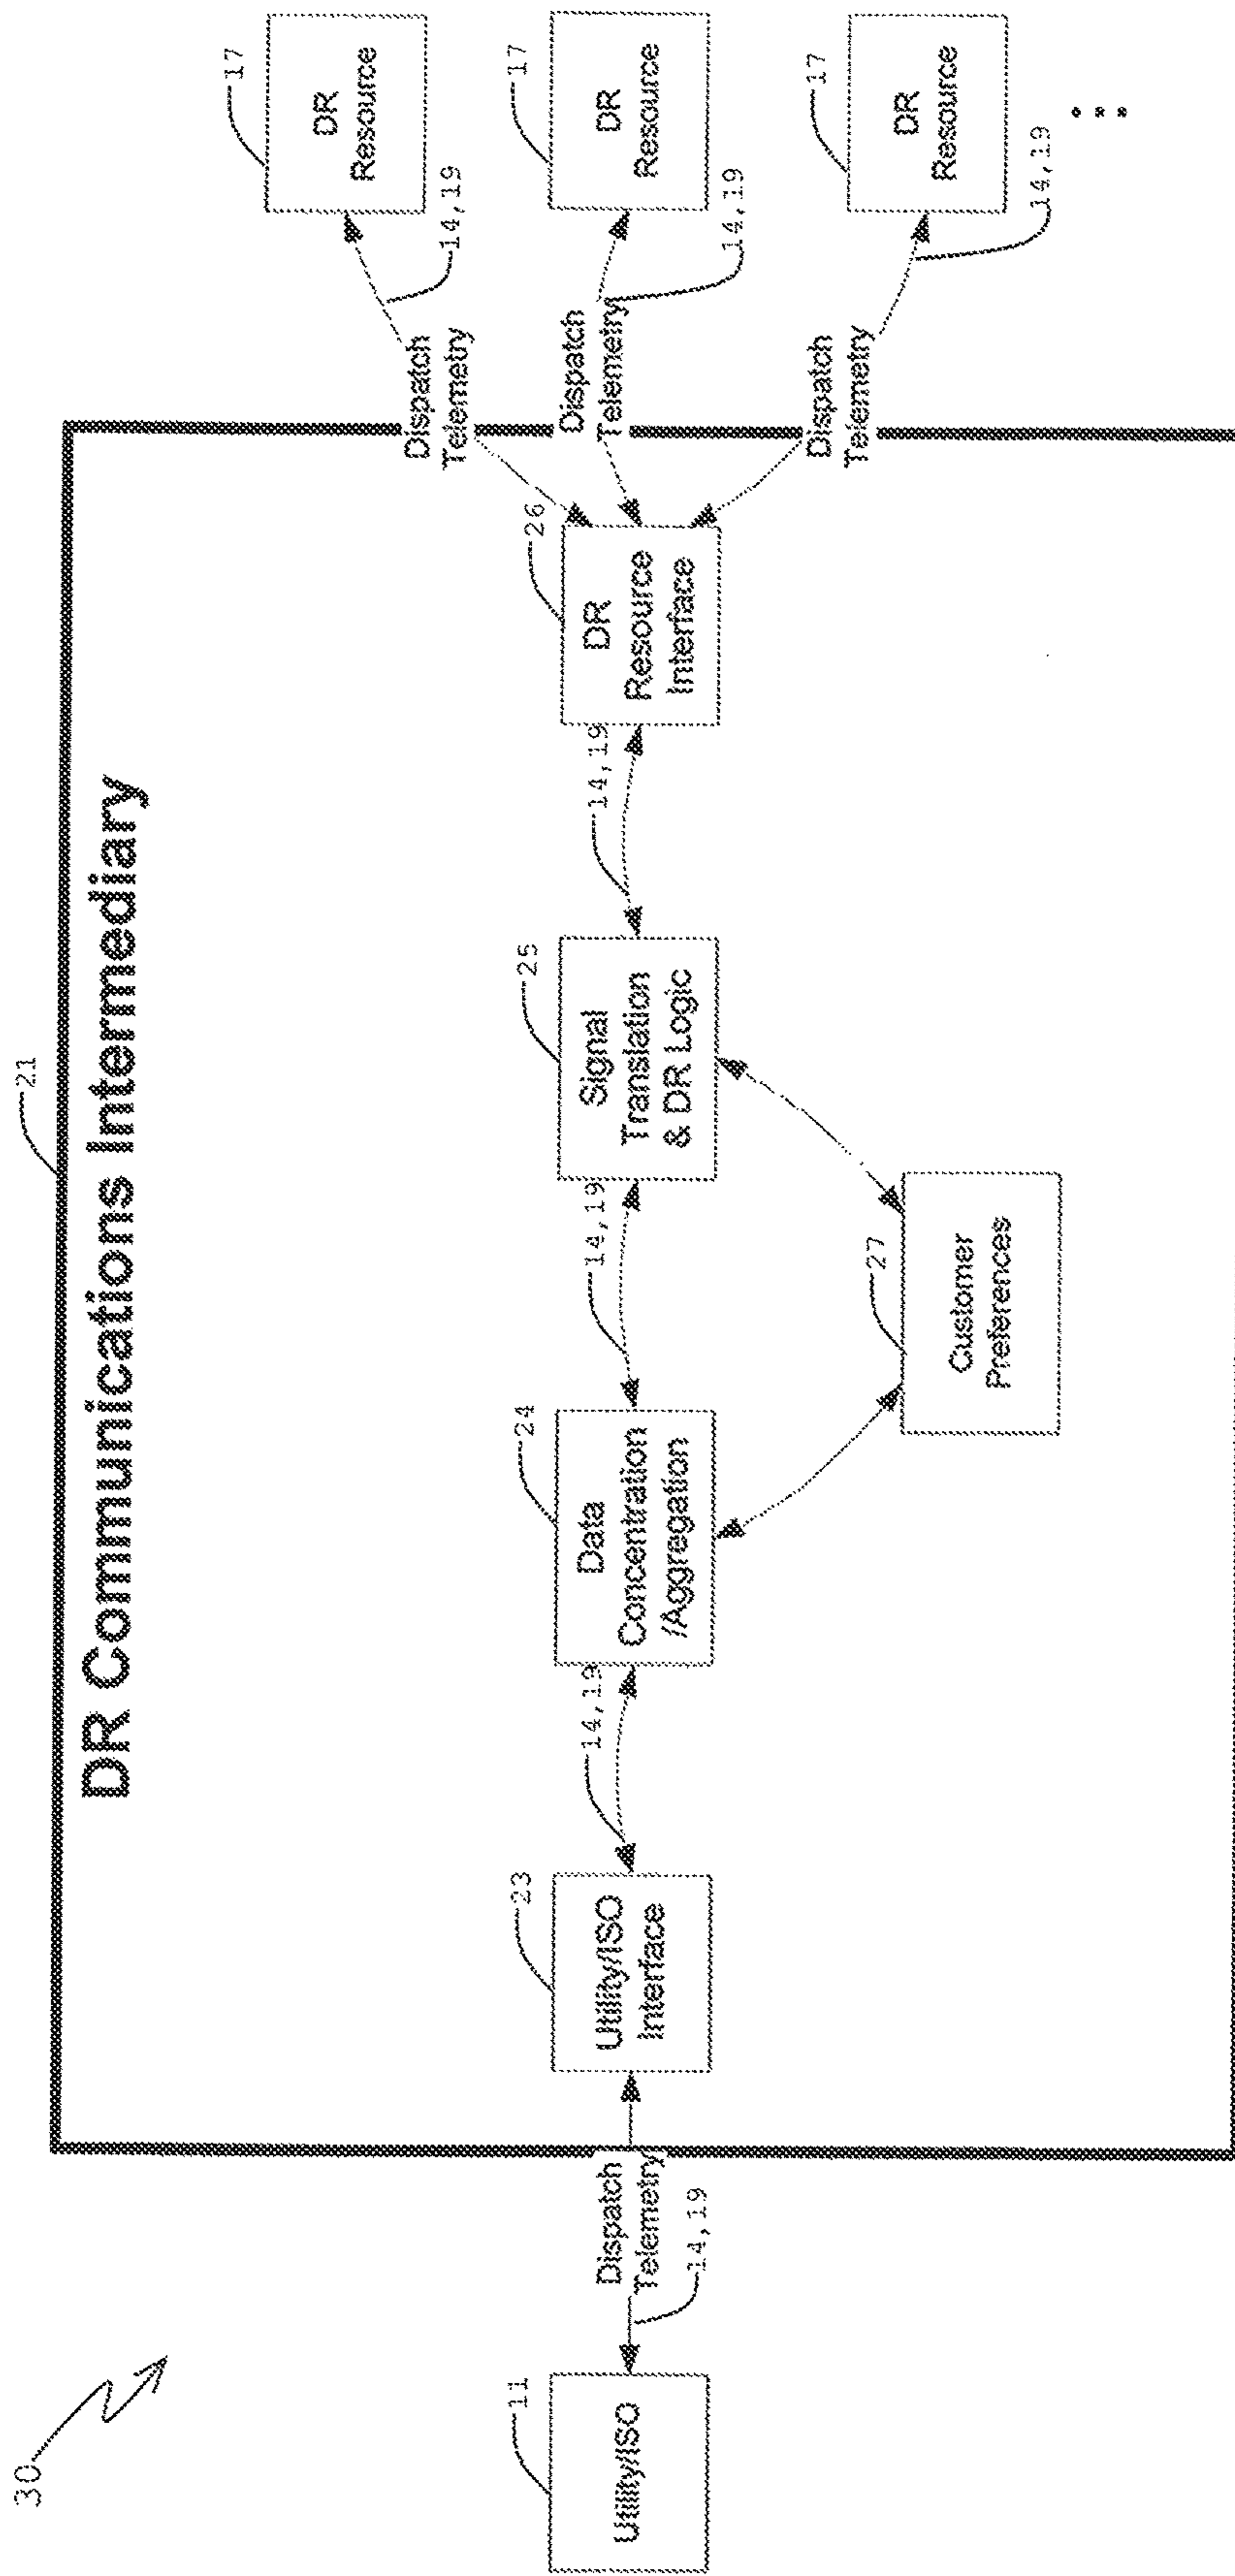 30
21
DR Communications Intermediary
11
Utility/ISO
Dispatch
Telemetry
14,19
23
Utility/ISO
Interface
14,19
24
Data
Concentration
/Aggregation
14,19
25
Signal
Translation
& DR Logic
14,19
26
DR
Resource
Interface
27
Customer
Preferences
Dispatch
Telemetry
14,19
17
DR
Resource
Dispatch
Telemetry
14,19
17
DR
Resource
Dispatch
Telemetry
14,19
17
DR
Resource